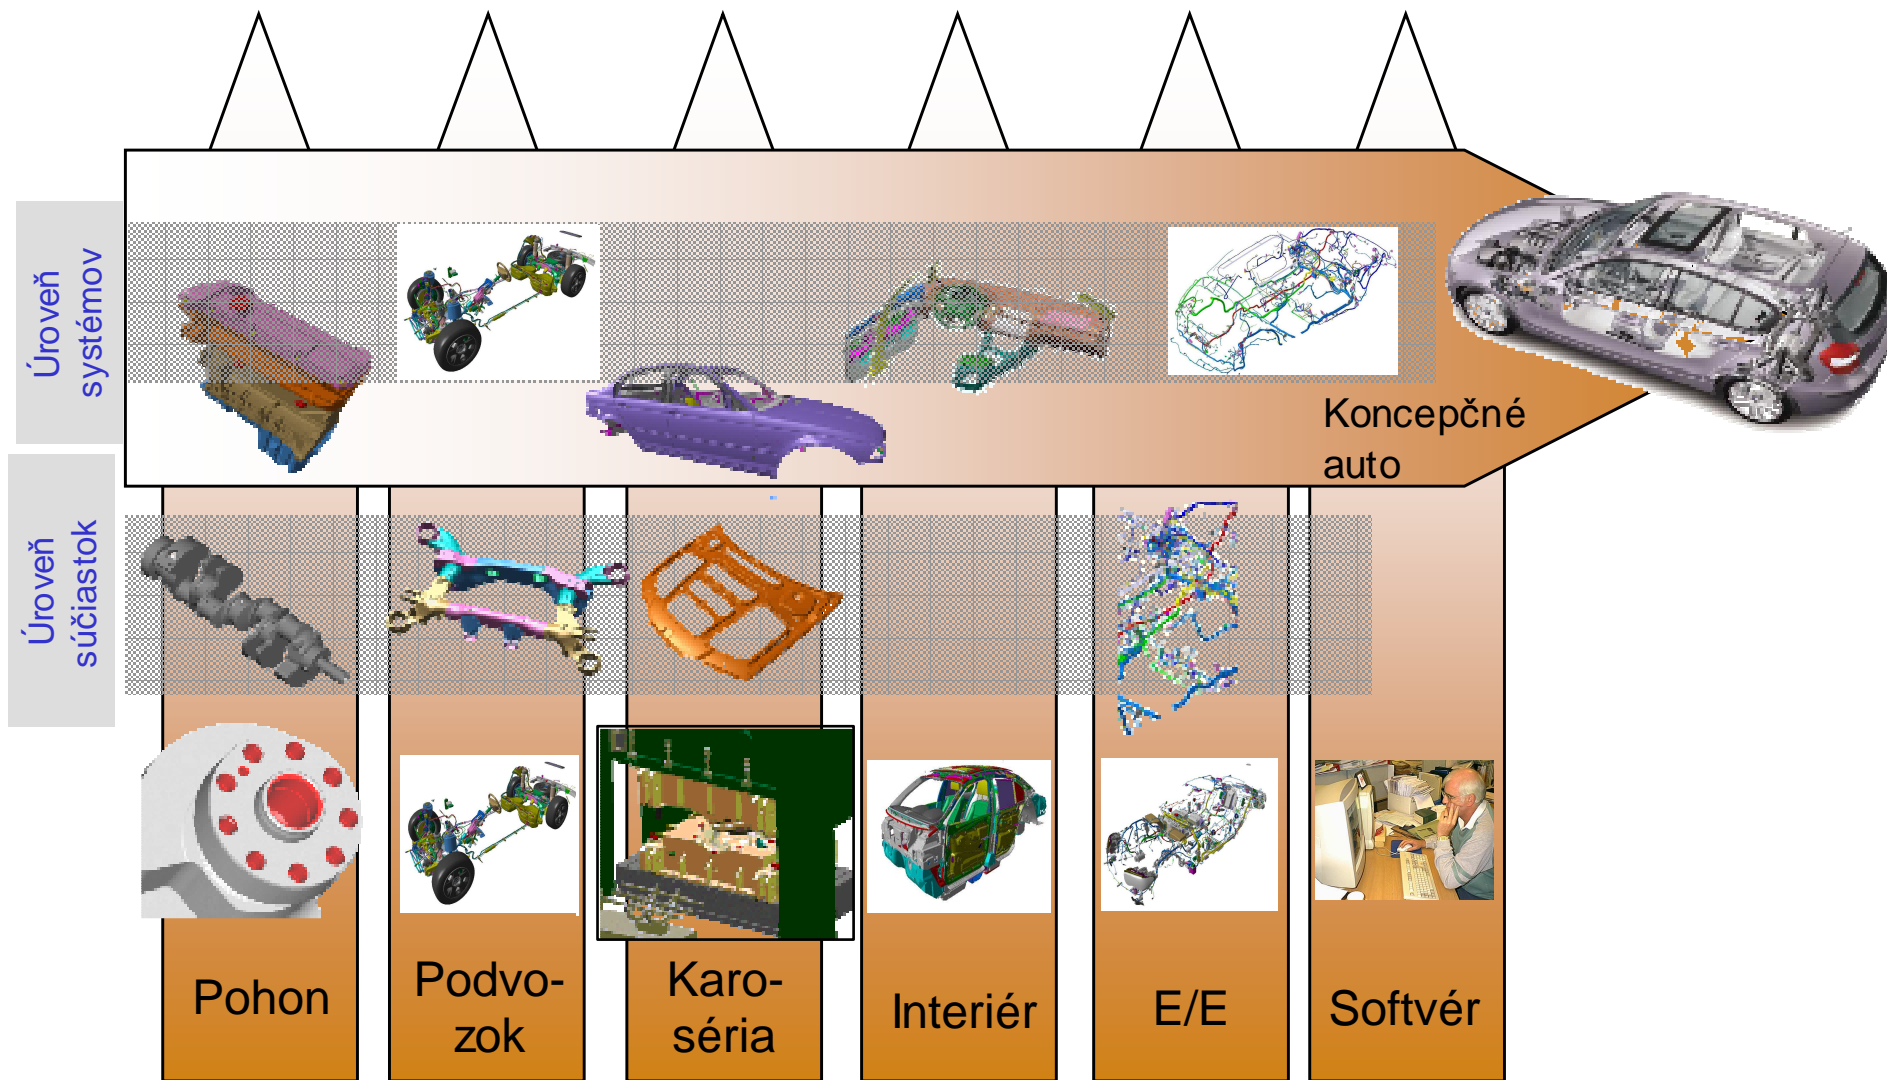 Úroveň
systémov
Koncepčné
auto
Úroveň
súčiastok
Pohon
Podvo-
zok
Karo-
séria
Interiér
E/E
Softvér